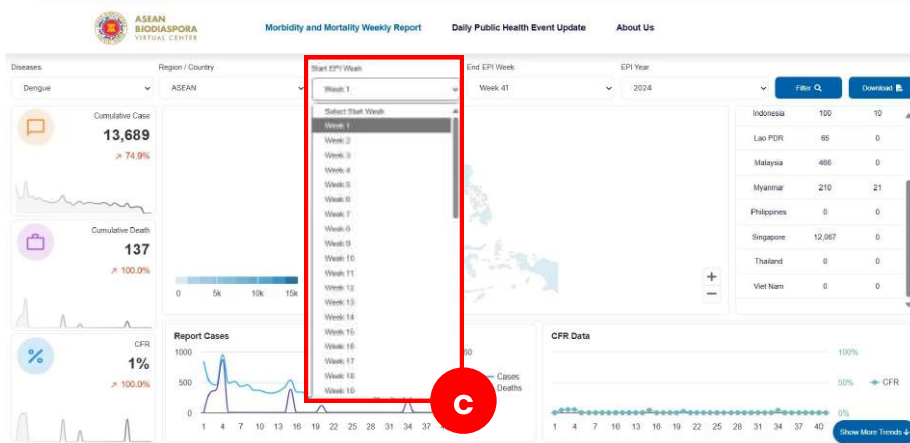 ASEAN
BIODIASPORA
VIRTUAL CENTER
Morbidity and Mortality Weekly Report
Daily Public Health Event Update
About Us
Diseases
Region / Country
Start EPI Week
End EPI Week
EPI Year
Dengue
ASEAN
Week 1
Week 41
2024
Filter
Download
Select Start Week
Week 1
Week 2
Week 3
Week 4
Week 5
Week 6
Week 7
Week 8
Week 9
Week 10
Week 11
Week 12
Week 13
Week 14
Week 15
Week 16
Week 17
Week 18
Week 19
Cumulative Case
13,689
74.9%
Cumulative Death
137
100.0%
CFR
1%
100.0%
0 5k 10k 15k
+
−
Indonesia 100 10
Lao PDR 65 0
Malaysia 466 0
Myanmar 210 21
Philippines 0 0
Singapore 12,067 0
Thailand 0 0
Viet Nam 0 0
Report Cases
1000
500
0
50
Cases
Deaths
1 4 7 10 13 16 19 22 25 28 31 34 37
C
CFR Data
100%
50%
0%
CFR
1 4 7 10 13 16 19 22 25 28 31 34 37 40
Show More Trends